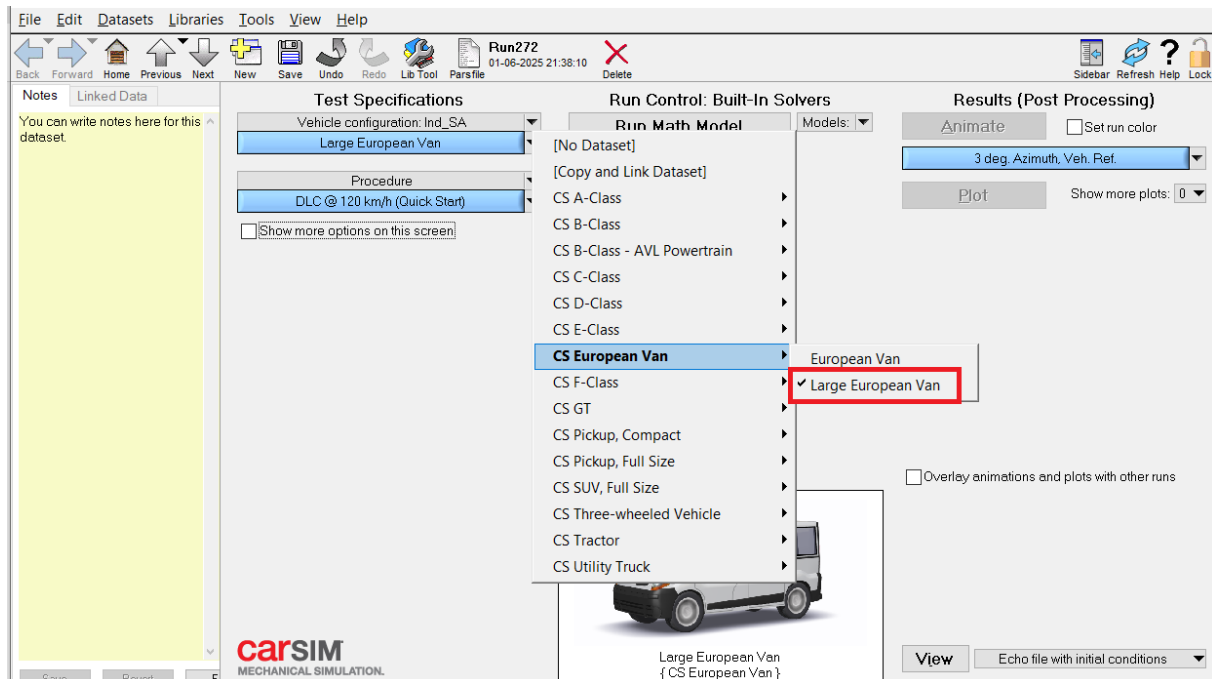 File Edit Datasets Libraries Tools View Help
Back Forward Home Previous Next New Save Undo Redo Lib Tool Parsfile
Run272
01-06-2025 21:38:10
Delete
Sidebar Refresh Help Lock
Notes Linked Data
You can write notes here for this
dataset.
Test Specifications
Vehicle configuration: Ind_SA
Large European Van
Procedure
DLC @ 120 km/h (Quick Start)
Show more options on this screen
Run Control: Built-In Solvers
Run Math Model
Models:
[No Dataset]
[Copy and Link Dataset]
CS A-Class
CS B-Class
CS B-Class - AVL Powertrain
CS C-Class
CS D-Class
CS E-Class
CS European Van
CS F-Class
CS GT
CS Pickup, Compact
CS Pickup, Full Size
CS SUV, Full Size
CS Three-wheeled Vehicle
CS Tractor
CS Utility Truck
European Van
Large European Van
Results (Post Processing)
Animate
Set run color
3 deg. Azimuth, Veh. Ref.
Plot
Show more plots: 0
Overlay animations and plots with other runs
carSIM
MECHANICAL SIMULATION.
Large European Van
{ CS European Van }
View
Echo file with initial conditions
Save Revert